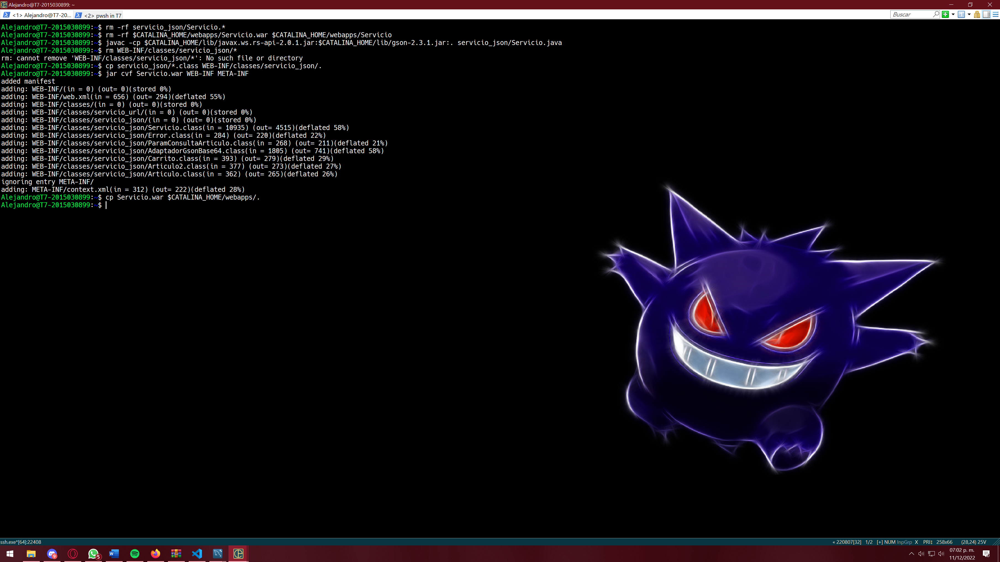 Alejandro@T7-2015030899: ~
<1> Alejandro@T7-20... <2> pwsh in T7 Buscar
Alejandro@T7-2015030899:~$ rm -rf servicio_json/Servicio.*
Alejandro@T7-2015030899:~$ rm -rf $CATALINA_HOME/webapps/Servicio.war $CATALINA_HOME/webapps/Servicio
Alejandro@T7-2015030899:~$ javac -cp $CATALINA_HOME/lib/javax.ws.rs-api-2.0.1.jar:$CATALINA_HOME/lib/gson-2.3.1.jar:. servicio_json/Servicio.java
Alejandro@T7-2015030899:~$ rm WEB-INF/classes/servicio_json/*
rm: cannot remove 'WEB-INF/classes/servicio_json/*': No such file or directory
Alejandro@T7-2015030899:~$ cp servicio_json/*.class WEB-INF/classes/servicio_json/.
Alejandro@T7-2015030899:~$ jar cvf Servicio.war WEB-INF META-INF
added manifest
adding: WEB-INF/(in = 0) (out= 0)(stored 0%)
adding: WEB-INF/web.xml(in = 656) (out= 294)(deflated 55%)
adding: WEB-INF/classes/(in = 0) (out= 0)(stored 0%)
adding: WEB-INF/classes/servicio_url/(in = 0) (out= 0)(stored 0%)
adding: WEB-INF/classes/servicio_json/(in = 0) (out= 0)(stored 0%)
adding: WEB-INF/classes/servicio_json/Servicio.class(in = 10935) (out= 4515)(deflated 58%)
adding: WEB-INF/classes/servicio_json/Error.class(in = 284) (out= 220)(deflated 22%)
adding: WEB-INF/classes/servicio_json/ParamConsultaArticulo.class(in = 268) (out= 211)(deflated 21%)
adding: WEB-INF/classes/servicio_json/AdaptadorGsonBase64.class(in = 1805) (out= 741)(deflated 58%)
adding: WEB-INF/classes/servicio_json/Carrito.class(in = 393) (out= 279)(deflated 29%)
adding: WEB-INF/classes/servicio_json/Articulo2.class(in = 377) (out= 273)(deflated 27%)
adding: WEB-INF/classes/servicio_json/Articulo.class(in = 362) (out= 265)(deflated 26%)
ignoring entry META-INF/
adding: META-INF/context.xml(in = 312) (out= 222)(deflated 28%)
Alejandro@T7-2015030899:~$ cp Servicio.war $CATALINA_HOME/webapps/.
Alejandro@T7-2015030899:~$
ssh.exe*[64]:22408 « 220807[32] 1/2 [+] NUM InpGrp X PRI↕ 258x66 (28,24) 25V
9 5 W 07:02 p. m.
11/12/2022